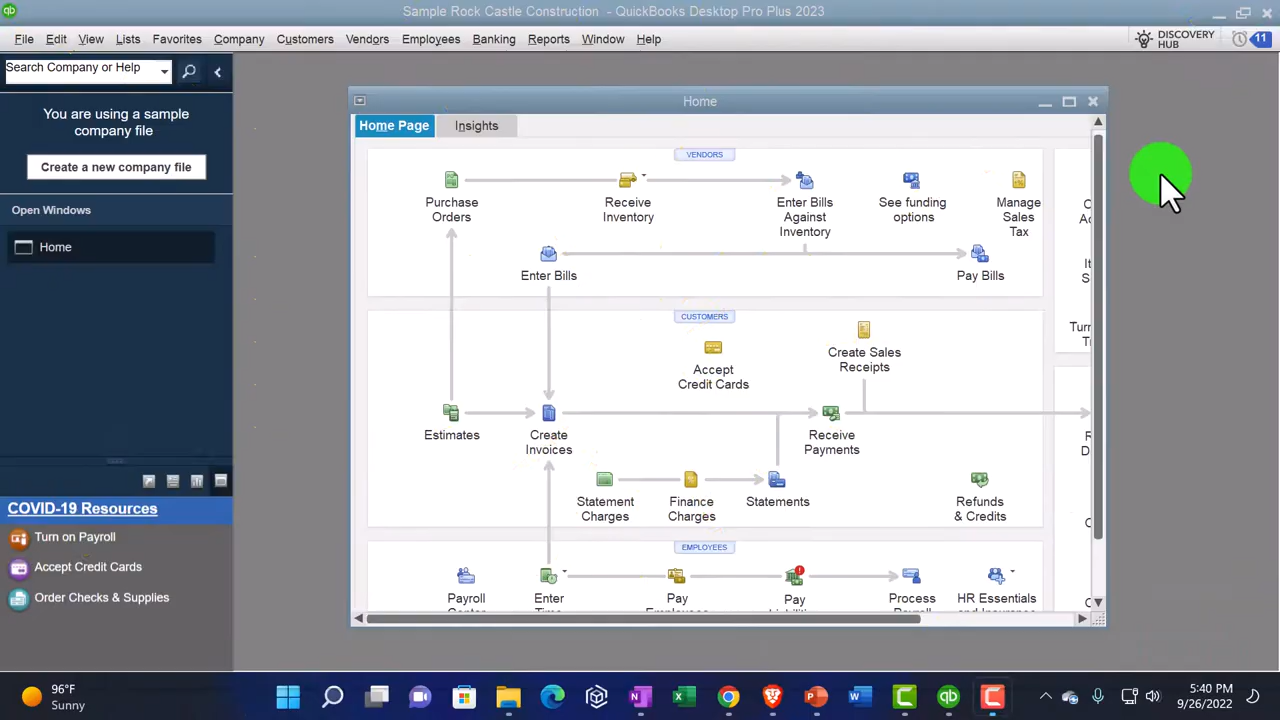 Sample Rock Castle Construction - QuickBooks Desktop Pro Plus 2023
File Edit View Lists Favorites Company Customers Vendors Employees Banking Reports Window Help
DISCOVERY
HUB
11
Search Company or Help
You are using a sample
company file
Create a new company file
Open Windows
Home
COVID-19 Resources
Turn on Payroll
Accept Credit Cards
Order Checks & Supplies
Home
Home Page
Insights
VENDORS
Purchase
Orders
Receive
Inventory
Enter Bills
Against
Inventory
See funding
options
Manage
Sales
Tax
Enter Bills
Pay Bills
CUSTOMERS
Accept
Credit Cards
Create Sales
Receipts
Estimates
Create
Invoices
Receive
Payments
Statement
Charges
Finance
Charges
Statements
Refunds
& Credits
EMPLOYEES
Payroll
Enter
Pay
Pay
Process
HR Essentials
Turn
96°F
Sunny
5:40 PM
9/26/2022